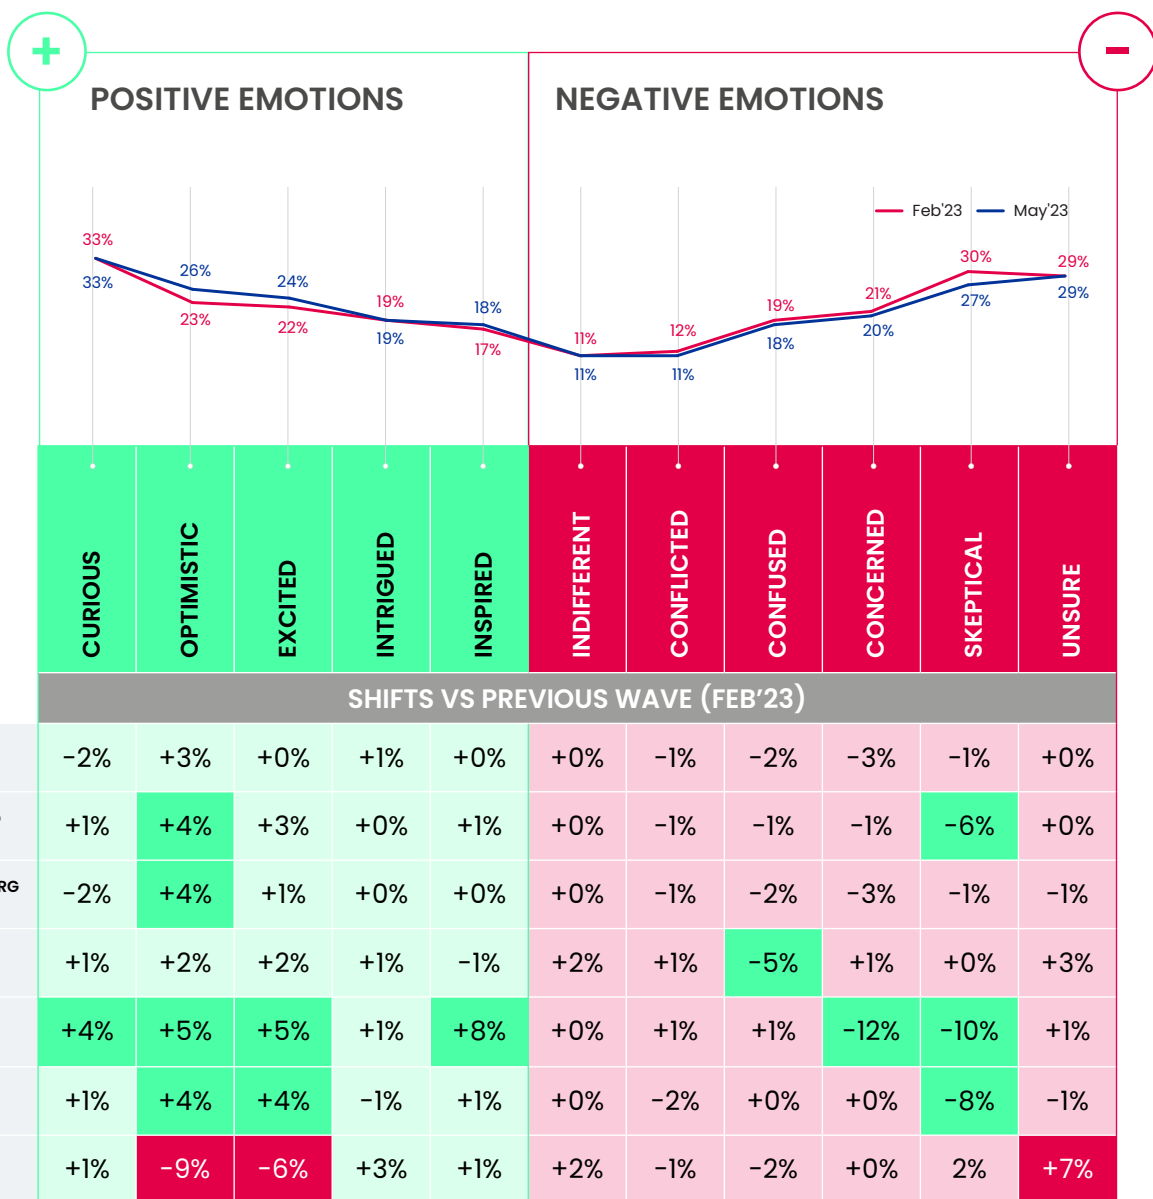 +
-
POSITIVE EMOTIONS
NEGATIVE EMOTIONS
Feb'23 May'23
33% 23% 22% 19% 17% 11% 12% 19% 21% 30% 29%
33% 26% 24% 19% 18% 11% 11% 18% 20% 27% 29%
CURIOUS OPTIMISTIC EXCITED INTRIGUED INSPIRED INDIFFERENT CONFLICTED CONFUSED CONCERNED SKEPTICAL UNSURE
SHIFTS VS PREVIOUS WAVE (FEB’23)
-2% +3% +0% +1% +0% +0% -1% -2% -3% -1% +0%
+1% +4% +3% +0% +1% +0% -1% -1% -1% -6% +0%
RG -2% +4% +1% +0% +0% +0% -1% -2% -3% -1% -1%
+1% +2% +2% +1% -1% +2% +1% -5% +1% +0% +3%
+4% +5% +5% +1% +8% +0% +1% +1% -12% -10% +1%
+1% +4% +4% -1% +1% +0% -2% +0% +0% -8% -1%
+1% -9% -6% +3% +1% +2% -1% -2% +0% 2% +7%